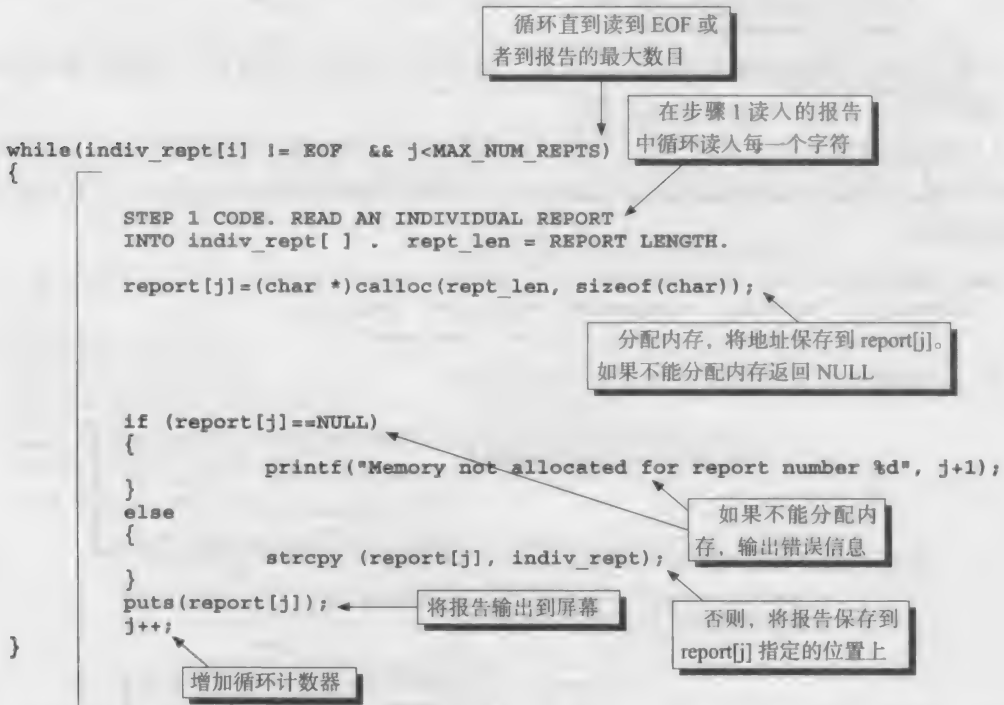 循环直到读到 EOF 或
者到报告的最大数目
在步骤 1 读入的报告
中循环读入每一个字符
while(indiv_rept[i] != EOF && j<MAX_NUM_REPTS)
{
STEP 1 CODE. READ AN INDIVIDUAL REPORT
INTO indiv_rept[ ] . rept_len = REPORT LENGTH.
report[j]=(char *)calloc(rept_len, sizeof(char));
分配内存，将地址保存到 report[j]。
如果不能分配内存返回 NULL
if (report[j]==NULL)
{
printf("Memory not allocated for report number %d", j+1);
}
else
{
如果不能分配内
存，输出错误信息
strcpy (report[j], indiv_rept);
}
puts(report[j]);
将报告输出到屏幕
否则，将报告保存到
report[j] 指定的位置上
j++;
}
增加循环计数器